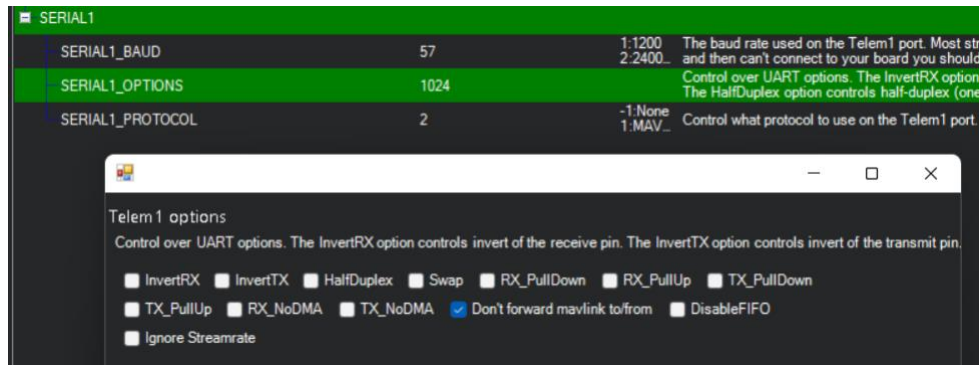 SERIAL1
SERIAL1_BAUD 57 1:1200 The baud rate used on the Telem1 port. Most
2:2400_ and then can't connect to your board you should
SERIAL1_OPTIONS 1024 Control over UART options. The InvertRX option
The HalfDuplex option controls half-duplex (one
SERIAL1_PROTOCOL 2 -1:None Control what protocol to use on the Telem1 port.
1:MAV_
Telem1 options
Control over UART options. The InvertRX option controls invert of the receive pin. The InvertTX option controls invert of the transmit pin.
InvertRX InvertTX HalfDuplex Swap RX_PullDown RX_PullUp TX_PullDown
TX_PullUp RX_NoDMA TX_NoDMA Don't forward mavlink to/from DisableFIFO
Ignore Streamrate